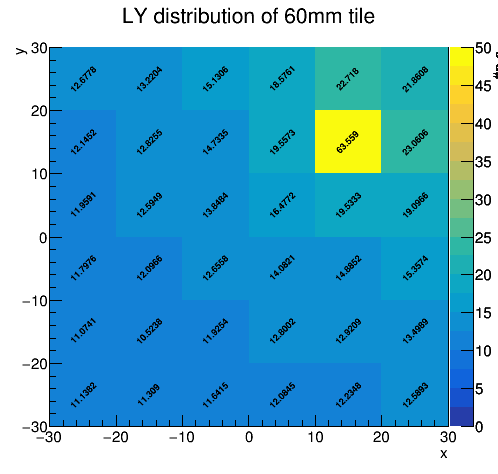 LY distribution of 60mm tile
y
30 20 10 0 −10 −20 −30
12.6778 13.2204 15.1306 18.5761 22.718 21.8608
12.1452 12.8255 14.7335 19.5573 63.559 23.0606
11.8591 12.5949 13.8484 16.4772 19.5333 19.0966
11.7976 12.0966 12.6558 14.0821 14.8852 15.3574
11.0741 10.5238 11.9254 12.8002 12.9209 13.4989
11.1382 11.309 11.6415 12.0845 12.2348 12.5893
−30 −20 −10 0 10 20 30
x
50 45 40 35 30 25 20 15 10 5 0